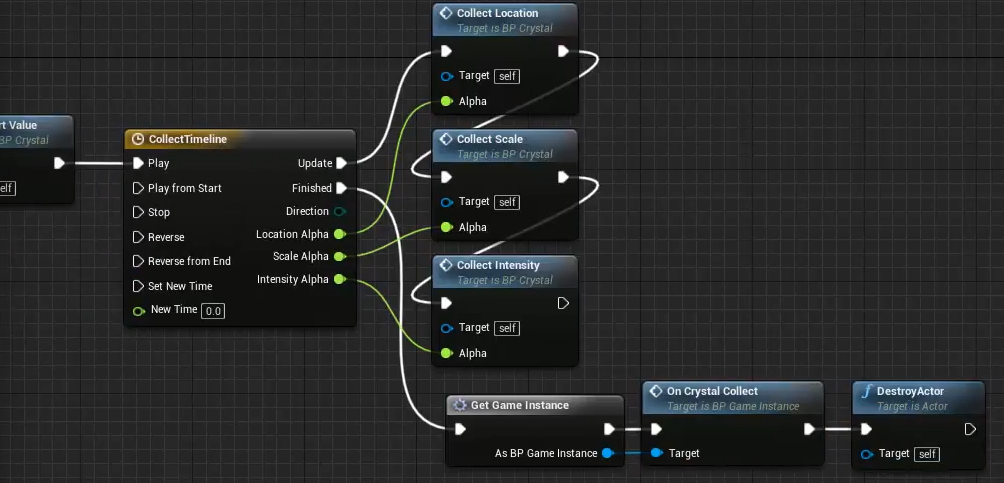 rt Value
BP Crystal
elf
CollectTimeline
Play
Play from Start
Stop
Reverse
Reverse from End
Set New Time
New Time 0.0
Update
Finished
Direction
Location Alpha
Scale Alpha
Intensity Alpha
Collect Location
Target is BP Crystal
Target self
Alpha
Collect Scale
Target is BP Crystal
Target self
Alpha
Collect Intensity
Target is BP Crystal
Target self
Alpha
Get Game Instance
As BP Game Instance
On Crystal Collect
Target is BP Game Instance
Target
f DestroyActor
Target is Actor
Target self